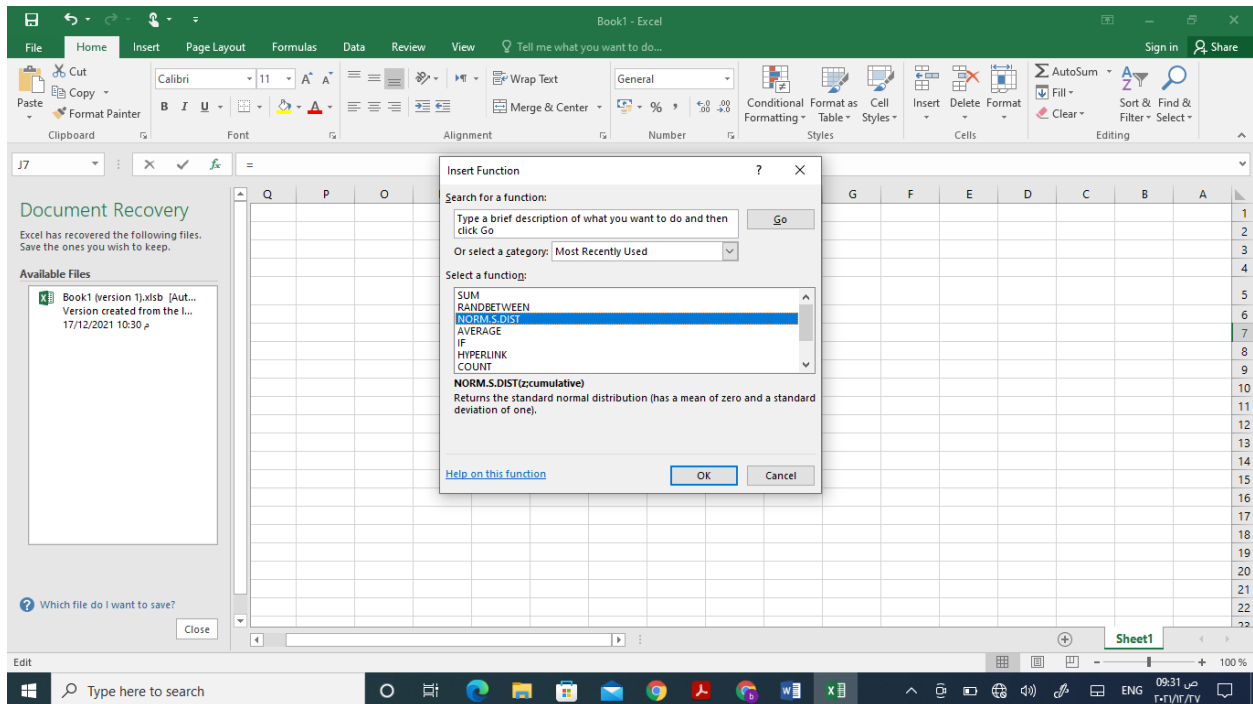 Book1 - Excel
File Home Insert Page Layout Formulas Data Review View Tell me what you want to do... Sign in Share
Paste
Cut
Copy
Format Painter
Clipboard
Calibri 11
B I U
Font
Wrap Text
Merge & Center
Alignment
General
Number
Conditional Formatting
Format as Table
Cell Styles
Styles
Insert Delete Format
Cells
AutoSum
Fill
Clear
Sort & Filter
Find & Select
Editing
J7 fx =
Document Recovery
Excel has recovered the following files.
Save the ones you wish to keep.
Available Files
Book1 (version 1).xlsb [Aut...
Version created from the l...
17/12/2021 10:30 م
Which file do I want to save?
Close
Insert Function ?
Search for a function:
Type a brief description of what you want to do and then
click Go
Go
Or select a category: Most Recently Used
Select a function:
SUM
RANDBETWEEN
NORM.S.DIST
AVERAGE
IF
HYPERLINK
COUNT
NORM.S.DIST(z;cumulative)
Returns the standard normal distribution (has a mean of zero and a standard
deviation of one).
Help on this function
OK Cancel
Q P O G F E D C B A
1
2
3
4
5
6
7
8
9
10
11
12
13
14
15
16
17
18
19
20
21
22
23
Sheet1
Edit
100 %
Type here to search
ENG
09:31 ص
٢٠٢١/١٢/٢٧